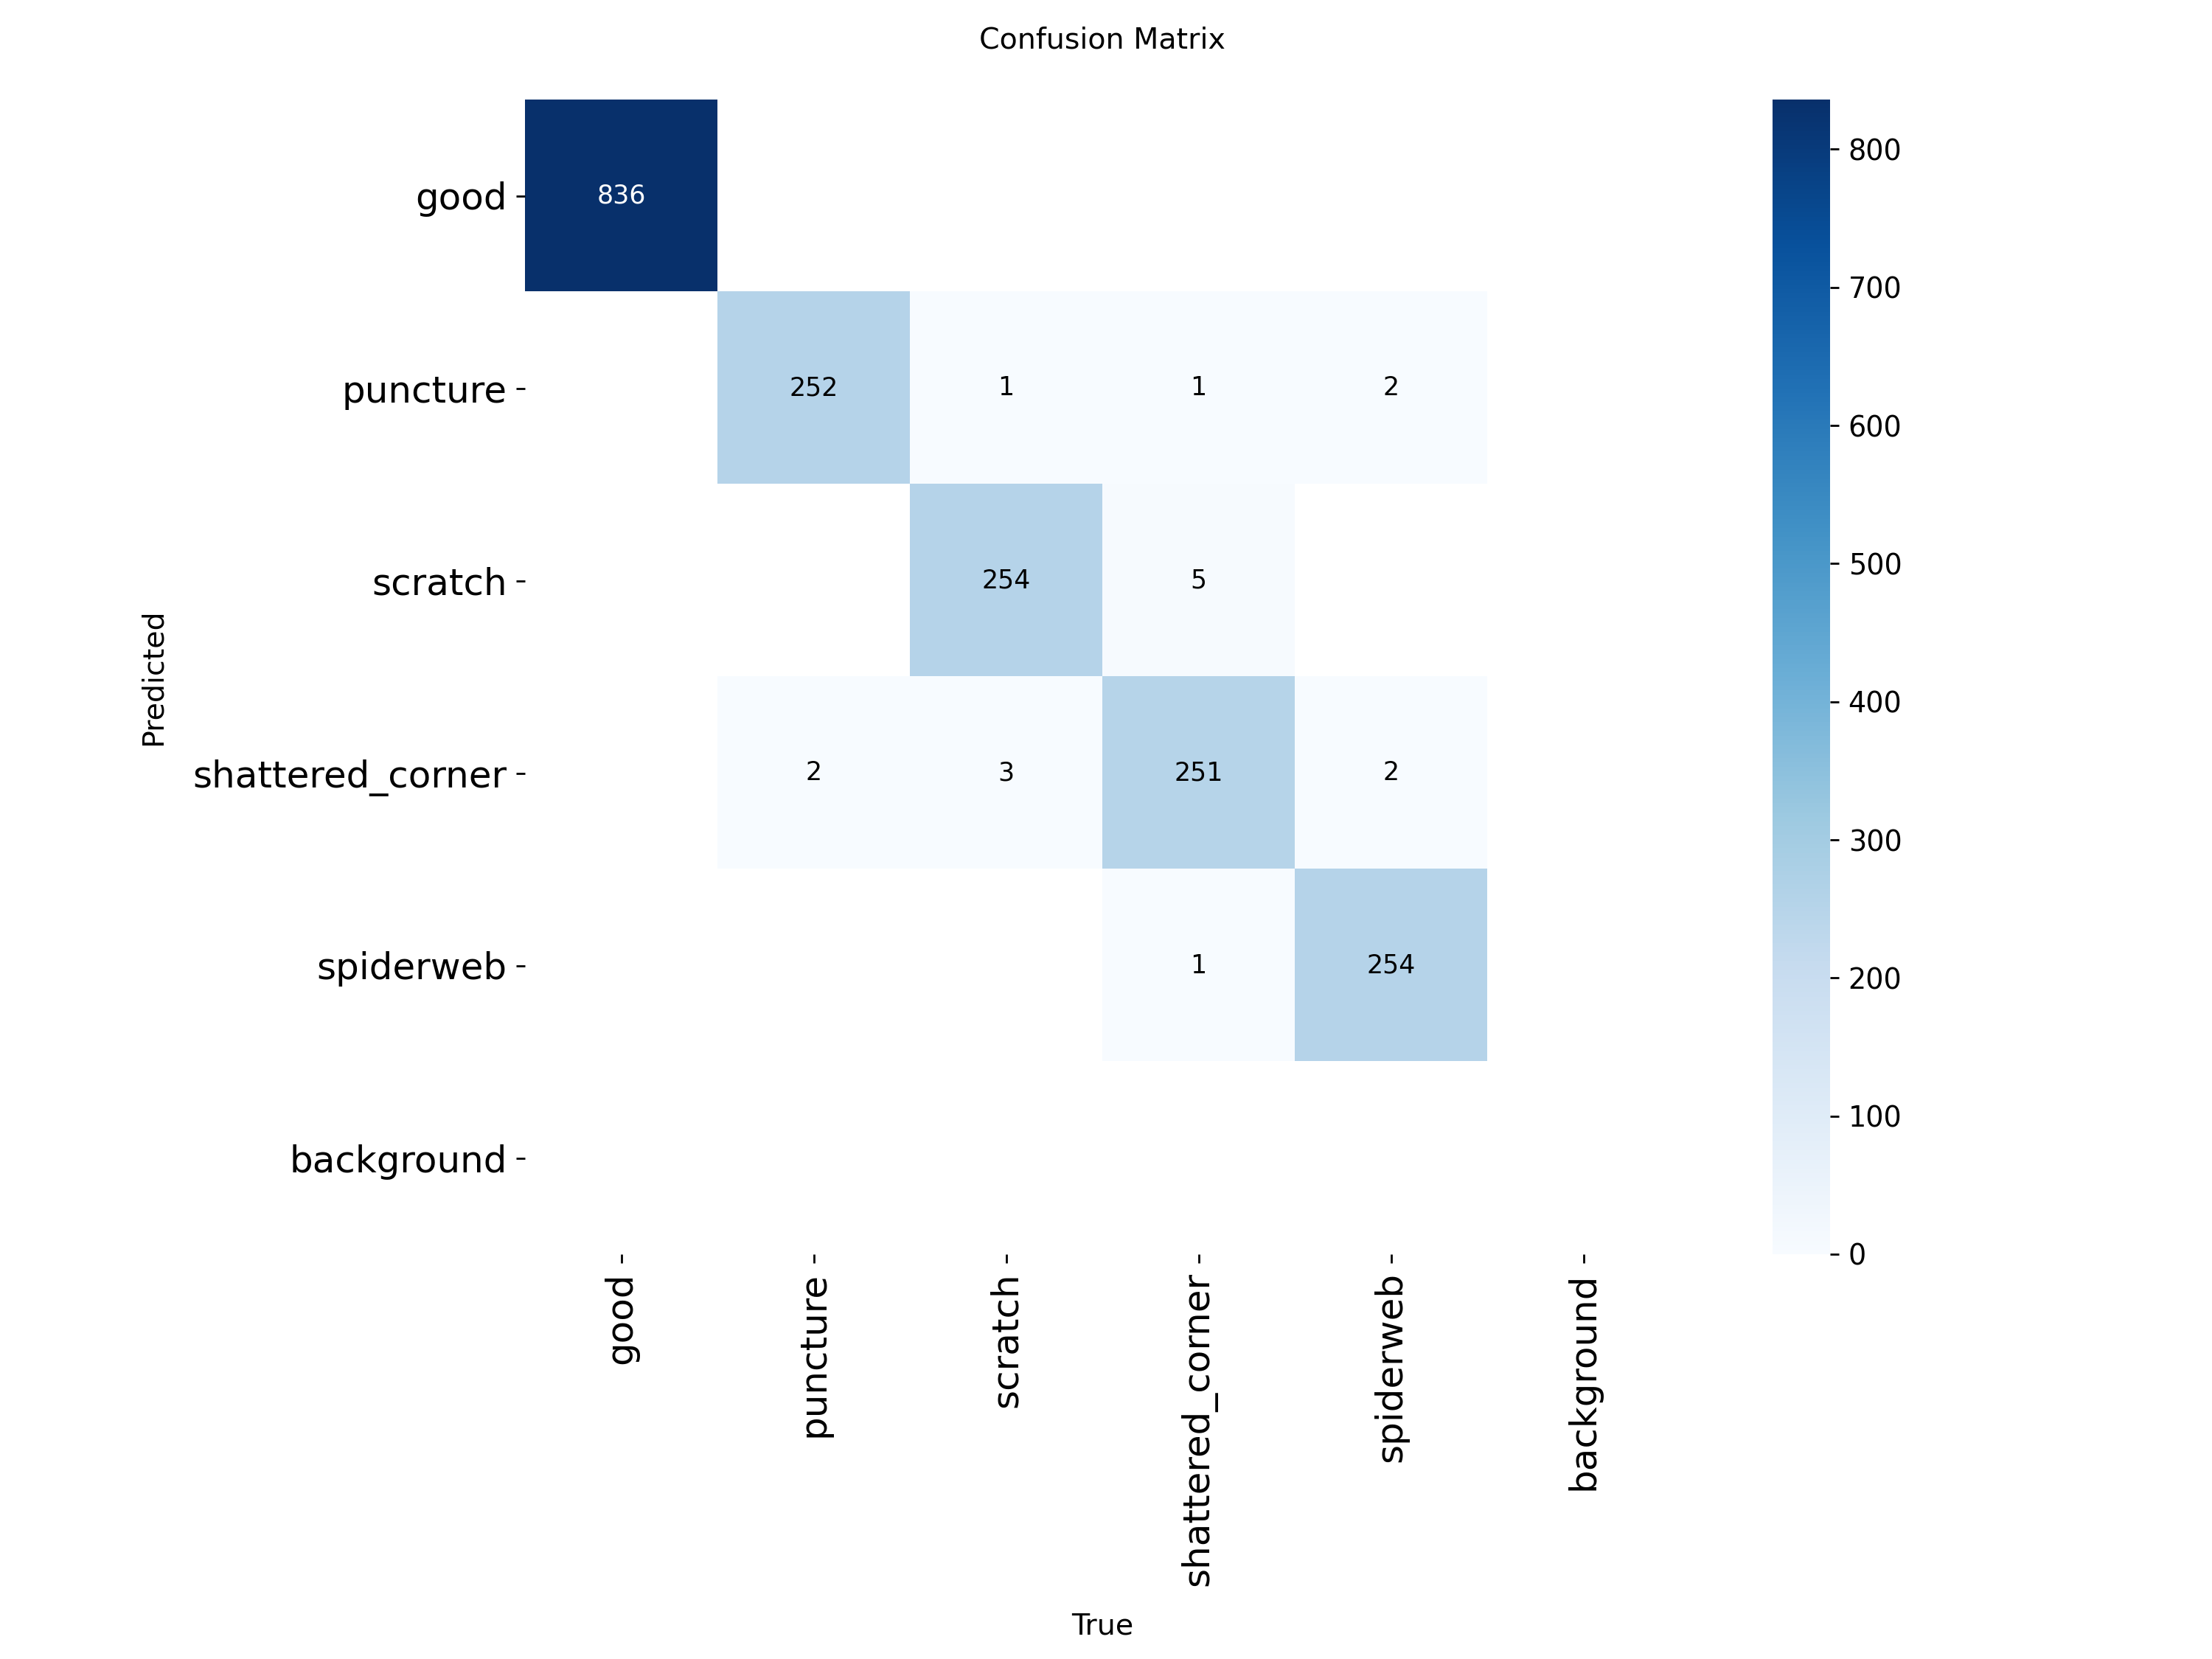 Confusion Matrix
good
836
puncture
252 1 1 2
scratch
254 5
shattered_corner
2 3 251 2
spiderweb
1 254
background
good puncture scratch shattered_corner spiderweb background
Predicted
True
800
700
600
500
400
300
200
100
0